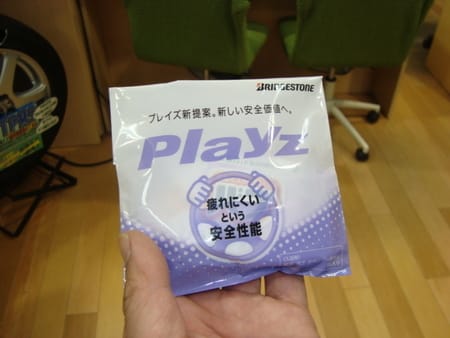 BRIDGESTONE
プレイズ新提案。新しい安全価値へ。
Playz
疲れにくい
という
安全性能